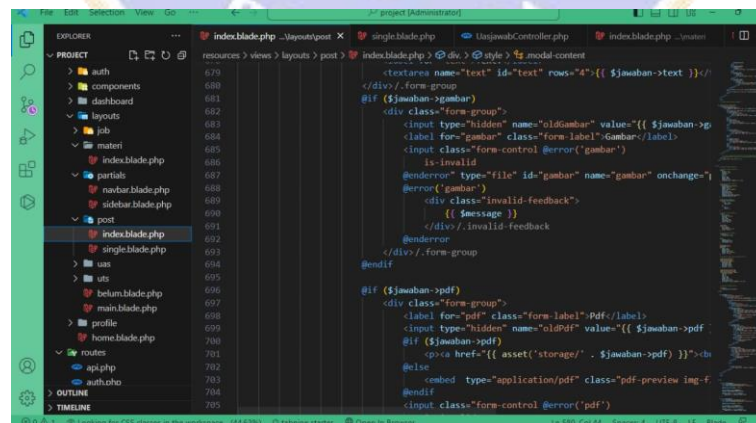 File Edit Selection View Go ...
project [Administrator]
EXPLORER
index.blade.php ...\layouts\post
single.blade.php
UasjawabController.php
index.blade.php ...\materi
PROJECT
resources > views > layouts > post > index.blade.php > div. > style > .modal-content
auth
components
dashboard
layouts
job
materi
index.blade.php
partials
navbar.blade.php
sidebar.blade.php
post
index.blade.php
single.blade.php
uas
uts
belum.blade.php
main.blade.php
profile
home.blade.php
routes
api.php
auth.php
OUTLINE
TIMELINE
679 <textarea name="text" id="text" rows="4">{{ $jawaban->text }}</
680 </div>/.form-group
681 @if ($jawaban->gambar)
682 <div class="form-group">
683 <input type="hidden" name="oldGambar" value="{{ $jawaban->
684 <label for="gambar" class="form-label">Gambar</label>
685 <input class="form-control @error('gambar')
686 is-invalid
687 @enderror" type="file" id="gambar" name="gambar" onchange="
688 @error('gambar')
689 <div class="invalid-feedback">
690 {{ $message }}
691 </div>/.invalid-feedback
692 @enderror
693 </div>/.form-group
694 @endif
695
696 @if ($jawaban->pdf)
697 <div class="form-group">
698 <label for="pdf" class="form-label">Pdf</label>
699 <input type="hidden" name="oldPdf" value="{{ $jawaban->pdf
700 @if ($jawaban->pdf)
701 <p><a href="{{ asset('storage/' . $jawaban->pdf) }}"><
702 @else
703 <embed type="application/pdf" class="pdf-preview
704 @endif
705 <input class="form-control @error('pdf')